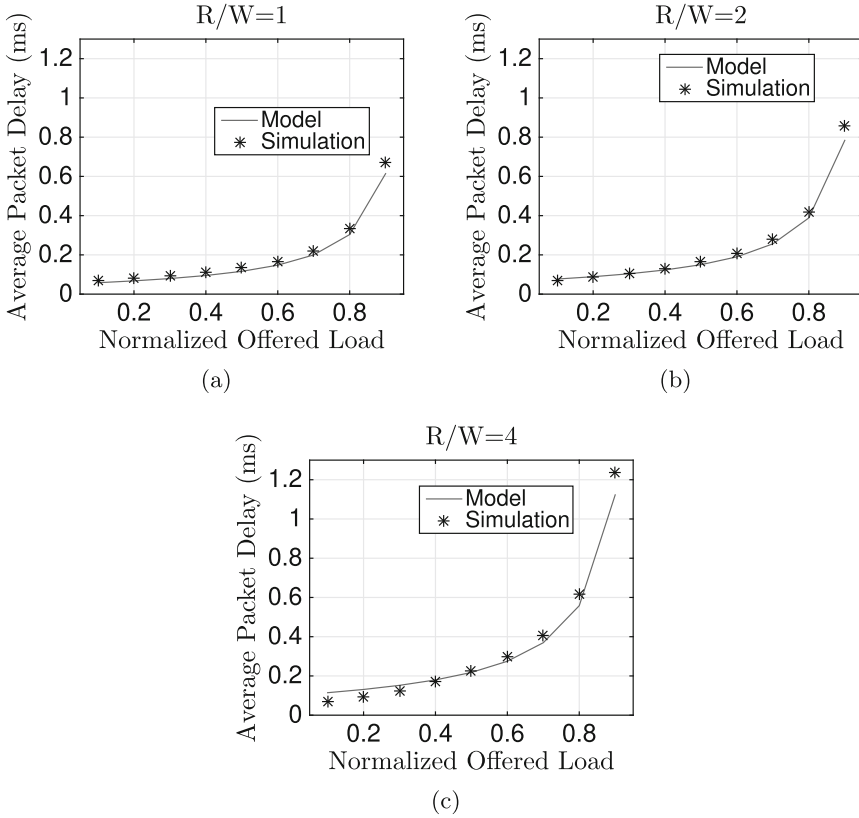 R/W=1
Average Packet Delay (ms)
1.2
1
0.8
0.6
0.4
0.2
0
Model
Simulation
0.2 0.4 0.6 0.8
Normalized Offered Load
(a)
R/W=2
Average Packet Delay (ms)
1.2
1
0.8
0.6
0.4
0.2
0
Model
Simulation
0.2 0.4 0.6 0.8
Normalized Offered Load
(b)
R/W=4
Average Packet Delay (ms)
1.2
1
0.8
0.6
0.4
0.2
0
Model
Simulation
0.2 0.4 0.6 0.8
Normalized Offered Load
(c)